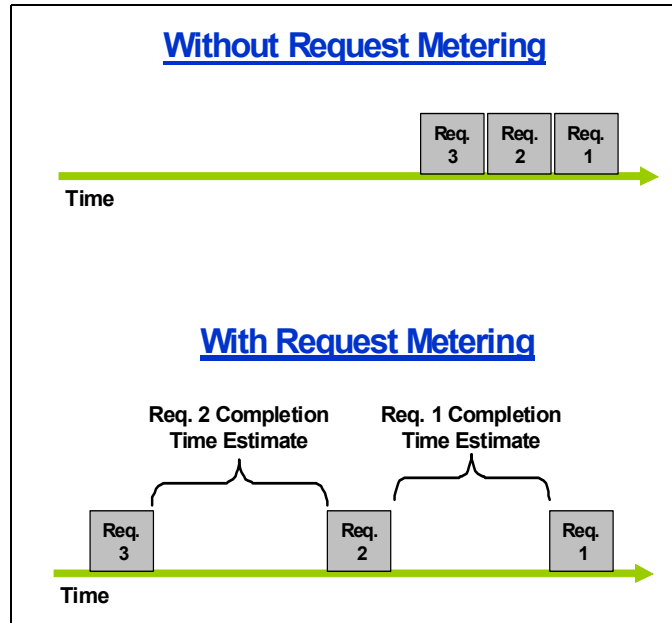 Without Request Metering
Req. 3
Req. 2
Req. 1
Time
With Request Metering
Req. 2 Completion
Time Estimate
Req. 1 Completion
Time Estimate
Req. 3
Req. 2
Req. 1
Time